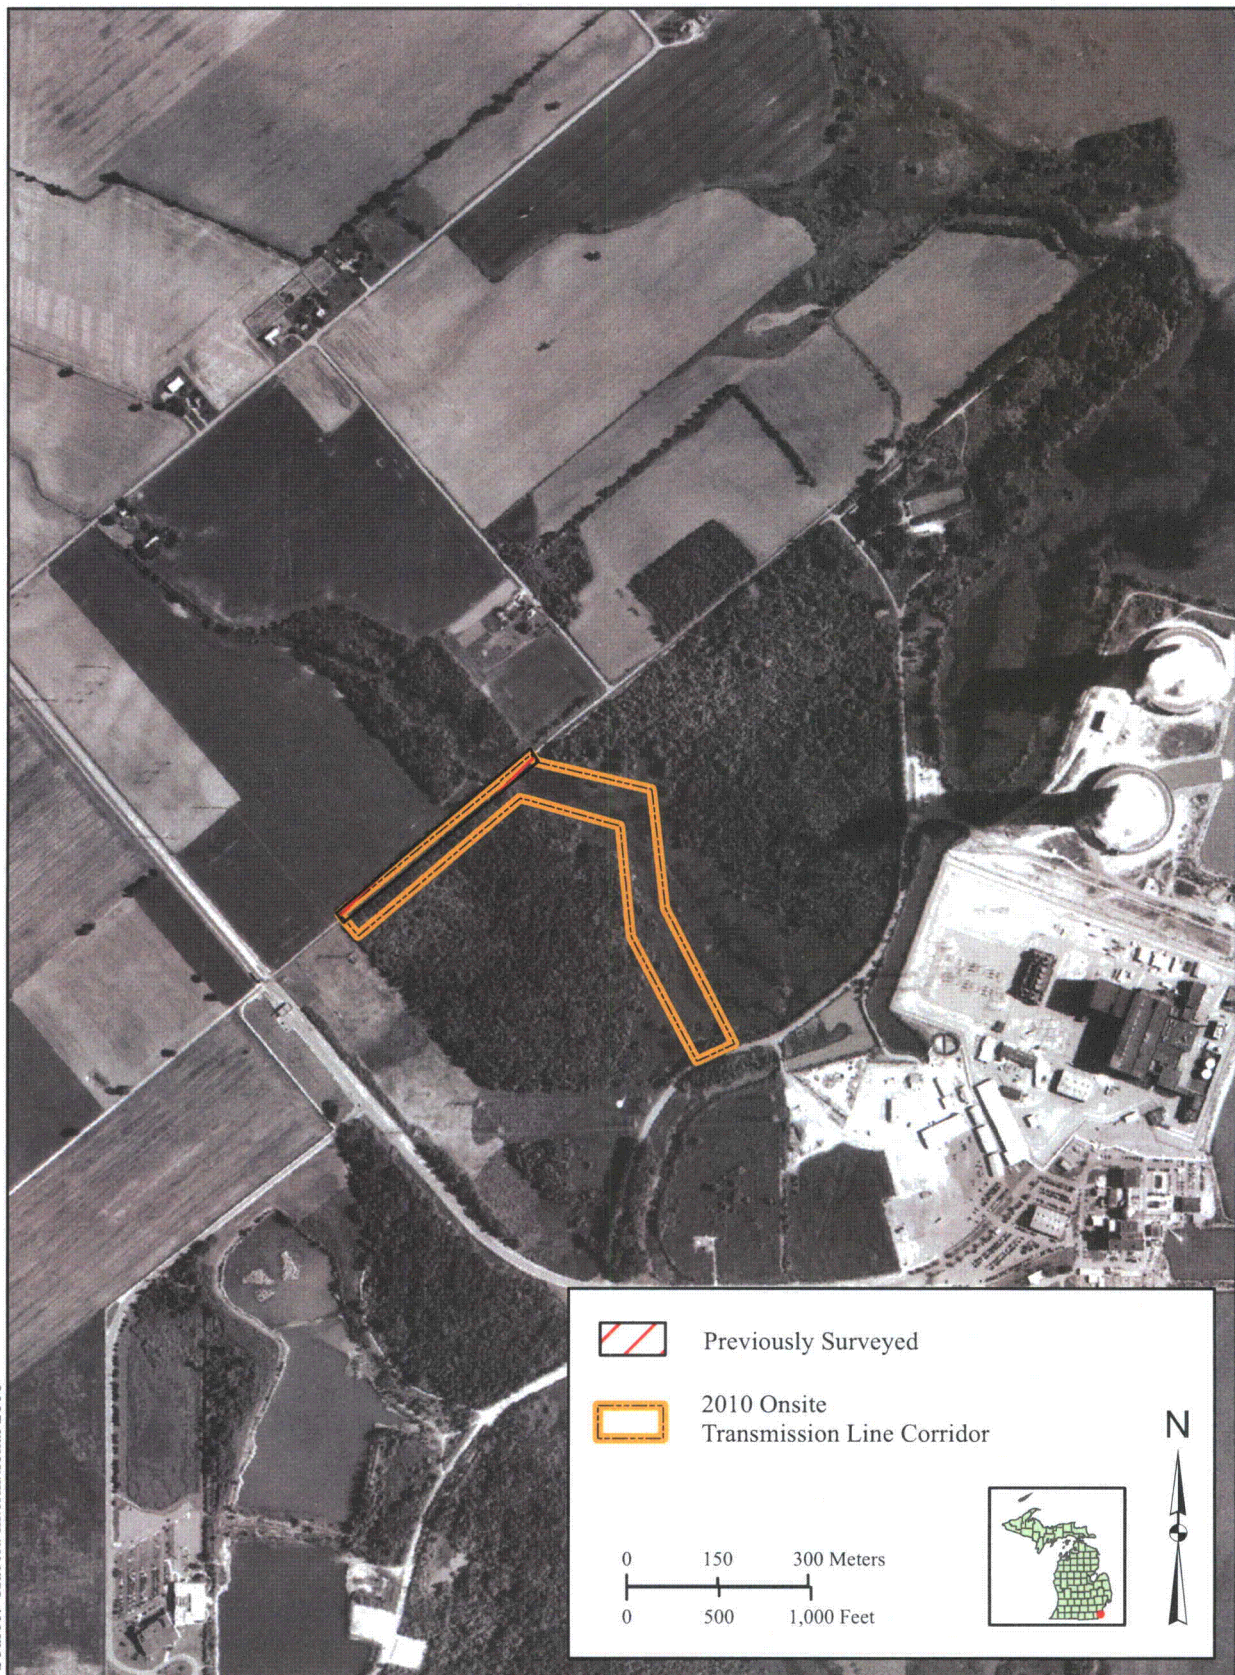 Previously Surveyed
2010 Onsite
Transmission Line Corridor
N
0 150 300 Meters
0 500 1,000 Feet